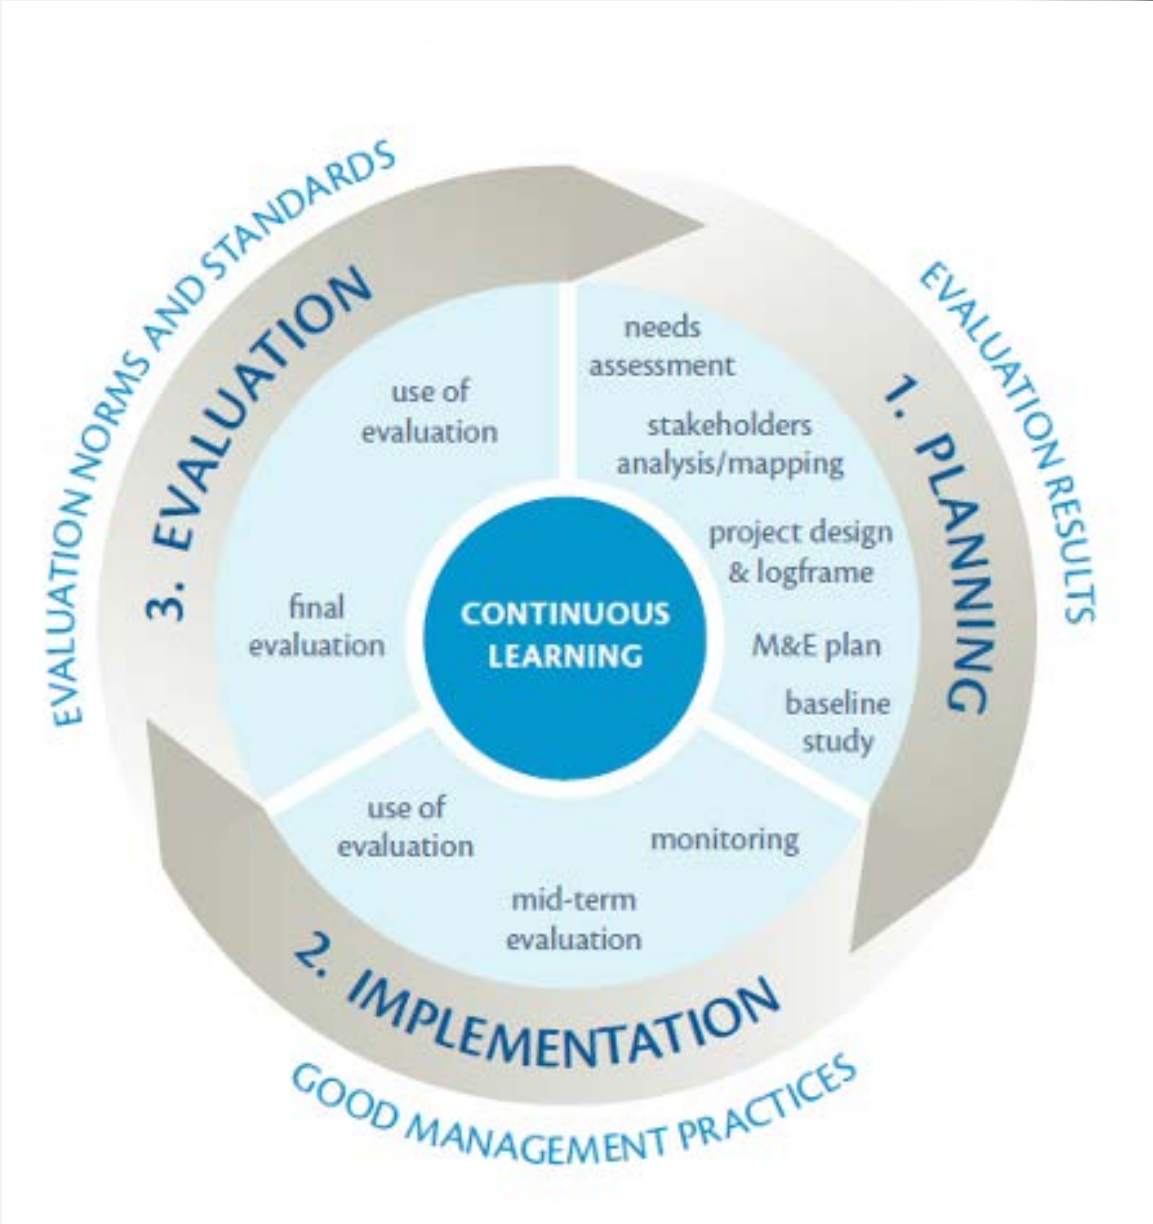 EVALUATION NORMS AND STANDARDS
EVALUATION RESULTS
GOOD MANAGEMENT PRACTICES
1. PLANNING
needs
assessment
stakeholders
analysis/mapping
project design
& logframe
M&E plan
baseline
study
2. IMPLEMENTATION
monitoring
mid-term
evaluation
use of
evaluation
3. EVALUATION
final
evaluation
use of
evaluation
CONTINUOUS
LEARNING